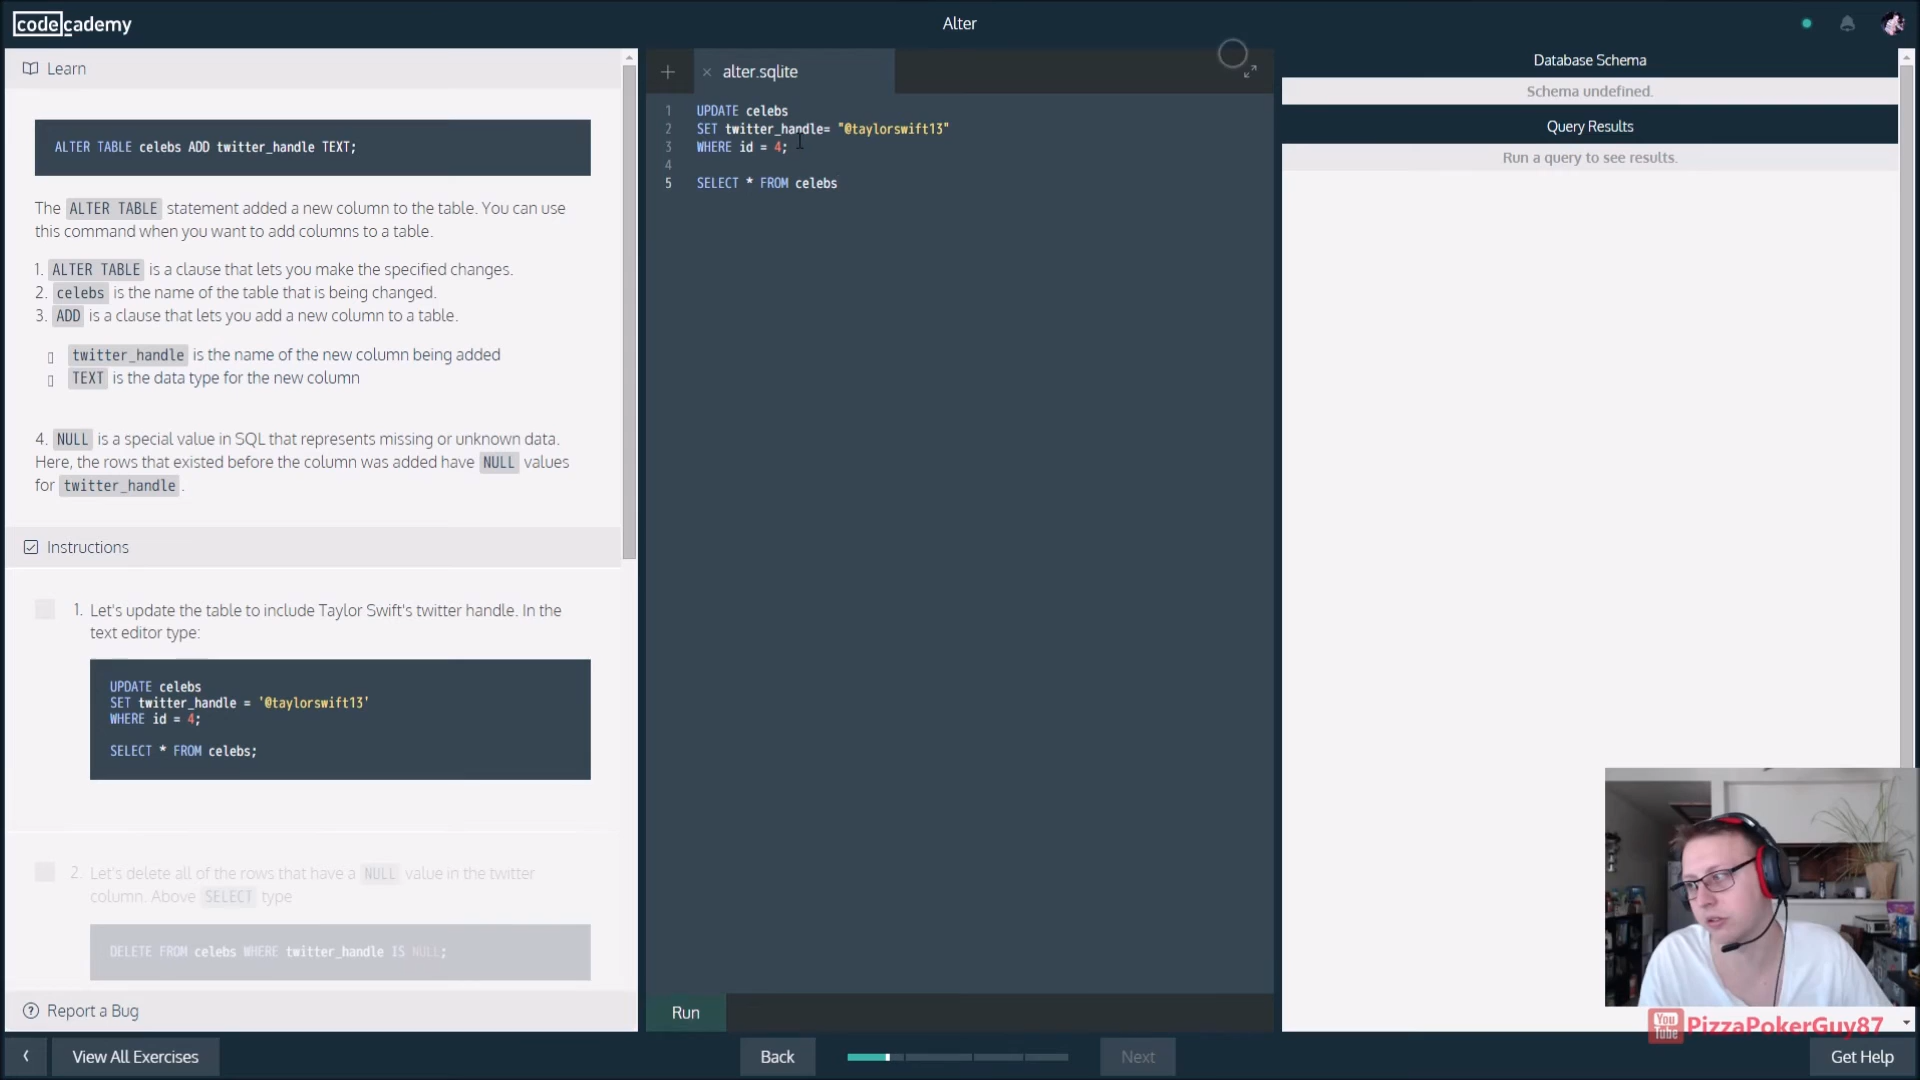 codecademy
Alter
Learn
ALTER TABLE celebs ADD twitter_handle TEXT;
The ALTER TABLE statement added a new column to the table. You can use
this command when you want to add columns to a table.
1. ALTER TABLE is a clause that lets you make the specified changes.
2. celebs is the name of the table that is being changed.
3. ADD is a clause that lets you add a new column to a table.
twitter_handle is the name of the new column being added
TEXT is the data type for the new column
4. NULL is a special value in SQL that represents missing or unknown data.
Here, the rows that existed before the column was added have NULL values
for twitter_handle .
Instructions
1. Let's update the table to include Taylor Swift's twitter handle. In the
text editor type:
UPDATE celebs
SET twitter_handle = '@taylorswift13'
WHERE id = 4;
SELECT * FROM celebs;
2. Let's delete all of the rows that have a NULL value in the twitter
column. Above SELECT type
DELETE FROM celebs WHERE twitter_handle IS NULL;
Report a Bug
View All Exercises
alter.sqlite
1 UPDATE celebs
2 SET twitter_handle= "@taylorswift13"
3 WHERE id = 4;
4
5 SELECT * FROM celebs
Run
Back
Next
Database Schema
Schema undefined.
Query Results
Run a query to see results.
You Tube PizzaPokerGuy87
Get Help